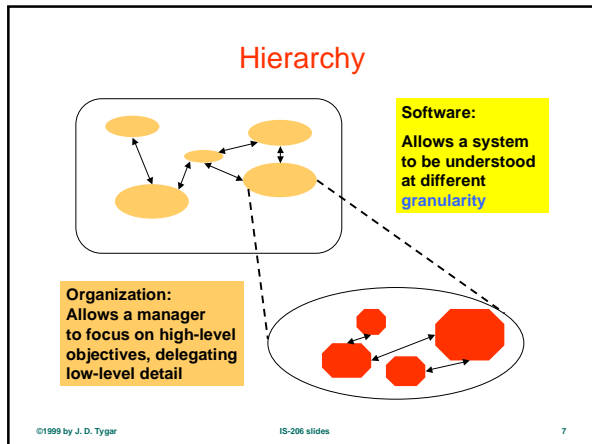 Hierarchy
Software:
Allows a system
to be understood
at different
granularity
Organization:
Allows a manager
to focus on high-level
objectives, delegating
low-level detail
©1999 by J. D. Tygar
IS-206 slides
7